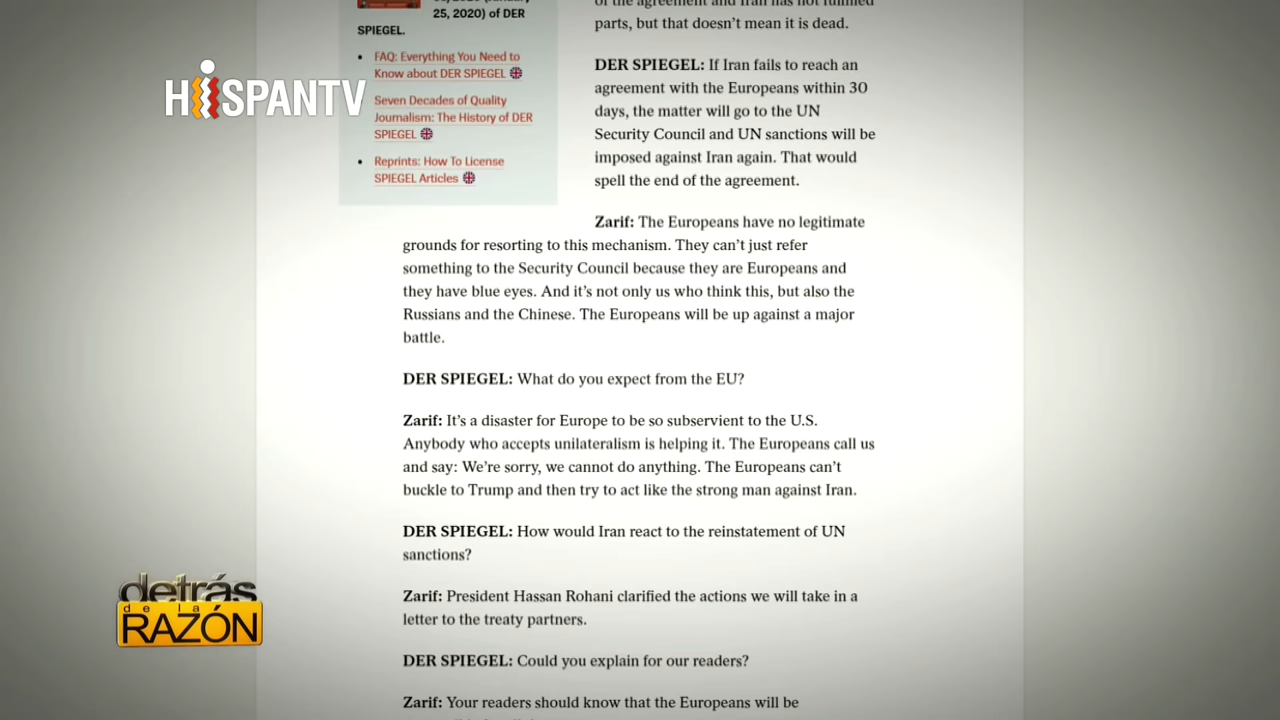 25, 2020) of DER
SPIEGEL.
• FAQ: Everything You Need to
Know about DER SPIEGEL
Seven Decades of Quality
Journalism: The History of DER
SPIEGEL
• Reprints: How To License
SPIEGEL Articles
HISPANTV
of the agreement and Iran has not fulfilled
parts, but that doesn’t mean it is dead.
DER SPIEGEL: If Iran fails to reach an
agreement with the Europeans within 30
days, the matter will go to the UN
Security Council and UN sanctions will be
imposed against Iran again. That would
spell the end of the agreement.
Zarif: The Europeans have no legitimate
grounds for resorting to this mechanism. They can’t just refer
something to the Security Council because they are Europeans and
they have blue eyes. And it’s not only us who think this, but also the
Russians and the Chinese. The Europeans will be up against a major
battle.
DER SPIEGEL: What do you expect from the EU?
Zarif: It’s a disaster for Europe to be so subservient to the U.S.
Anybody who accepts unilateralism is helping it. The Europeans call us
and say: We’re sorry, we cannot do anything. The Europeans can’t
buckle to Trump and then try to act like the strong man against Iran.
DER SPIEGEL: How would Iran react to the reinstatement of UN
sanctions?
Zarif: President Hassan Rohani clarified the actions we will take in a
letter to the treaty partners.
DER SPIEGEL: Could you explain for our readers?
Zarif: Your readers should know that the Europeans will be
detrás
de la
RAZÓN